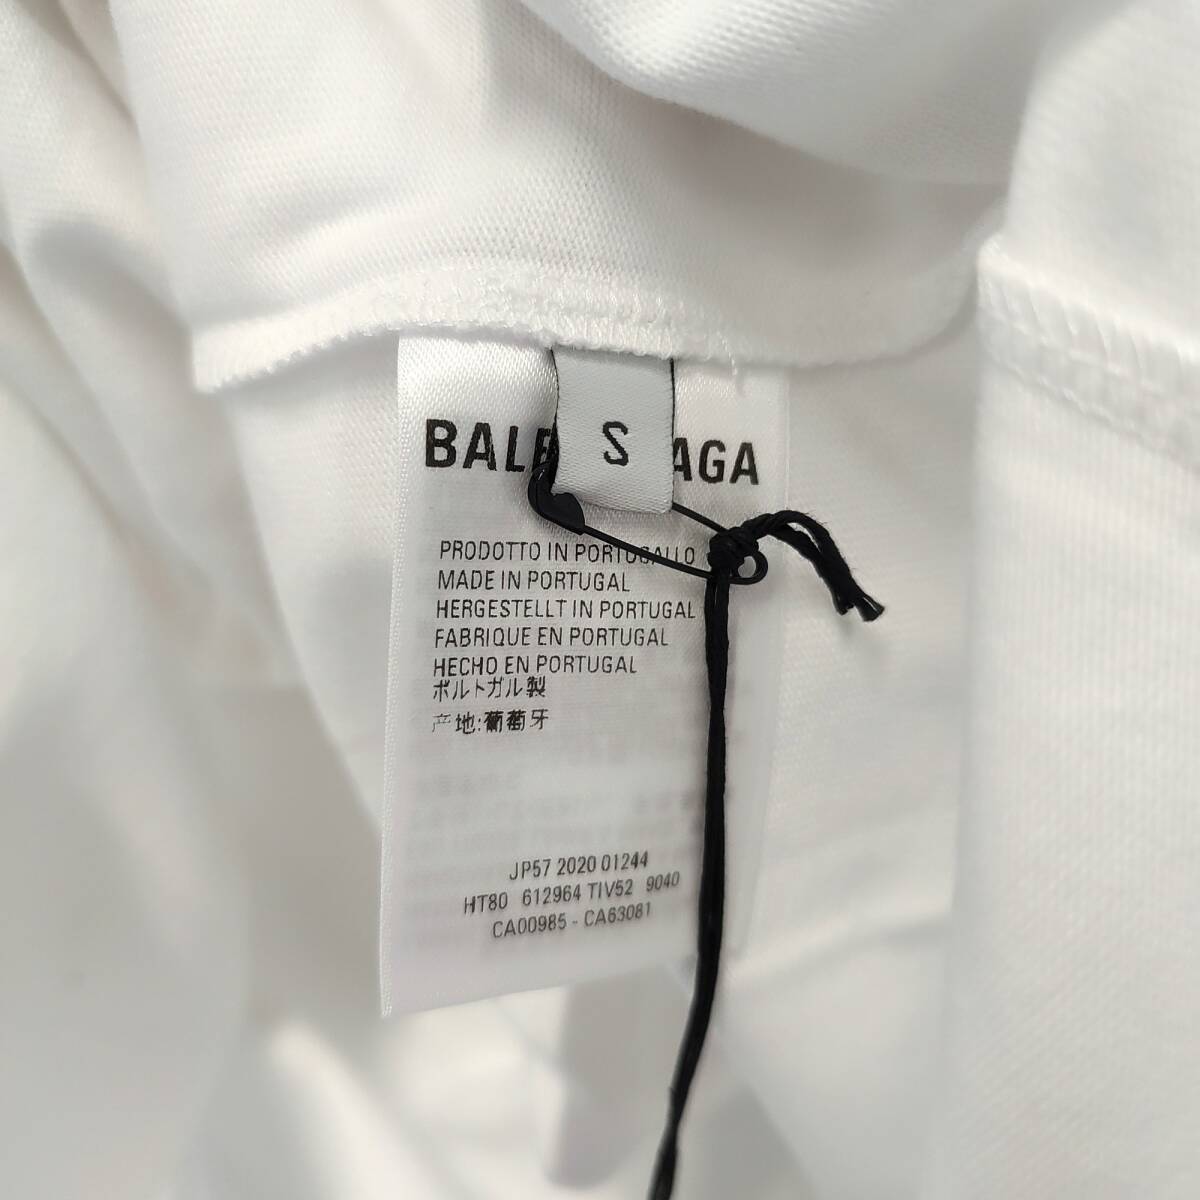 BALE AGA
S
PRODOTTO IN PORTOGALLO
MADE IN PORTUGAL
HERGESTELLT IN PORTUGAL
FABRIQUE EN PORTUGAL
HECHO EN PORTUGAL
ポルトガル製
产地:葡萄牙
JP57 2020 01244
HT80 612964 TIV52 9040
CA00985 - CA63081